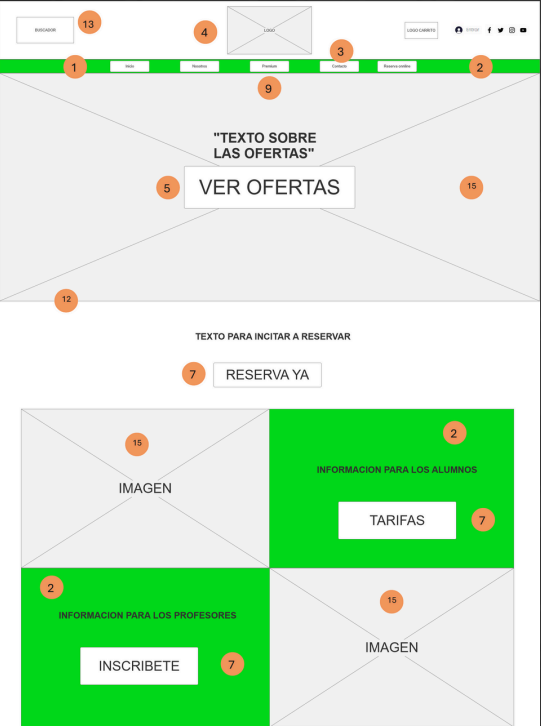 BUSCADOR
13
4
LOGO
LOGO CARRITO
3
1
Inicio
Nosotros
Premium
Contacto
Reserva onnline
2
9
"TEXTO SOBRE
LAS OFERTAS"
5
VER OFERTAS
15
12
TEXTO PARA INCITAR A RESERVAR
7
RESERVA YA
15
IMAGEN
2
INFORMACION PARA LOS ALUMNOS
TARIFAS
7
2
INFORMACION PARA LOS PROFESORES
INSCRIBETE
7
15
IMAGEN